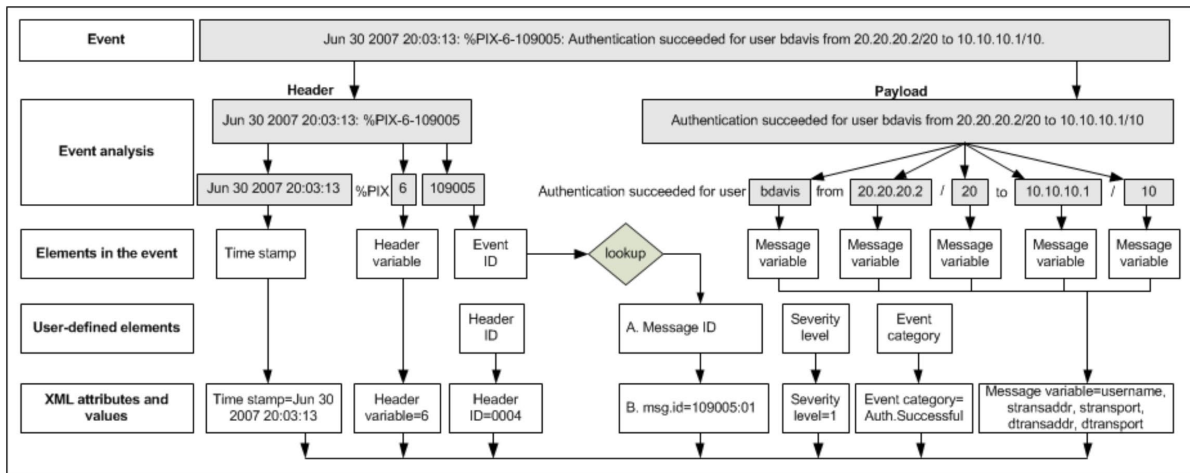 Event
Jun 30 2007 20:03:13: %PIX-6-109005: Authentication succeeded for user bdavis from 20.20.20.2/20 to 10.10.10.1/10.
Header
Payload
Event analysis
Jun 30 2007 20:03:13: %PIX-6-109005
Authentication succeeded for user bdavis from 20.20.20.2/20 to 10.10.10.1/10
Jun 30 2007 20:03:13 %PIX 6 109005
Authentication succeeded for user bdavis from 20.20.20.2 / 20 to 10.10.10.1 / 10
Elements in the event
Time stamp
Header
variable
Event
ID
lookup
Message
variable
Message
variable
Message
variable
Message
variable
Message
variable
User-defined elements
Header
ID
A. Message ID
Severity
level
Event
category
XML attributes and
values
Time stamp=Jun 30
2007 20:03:13
Header
variable=6
Header
ID=0004
B. msg.id=109005:01
Severity
level=1
Event category=
Auth.Successful
Message variable=username,
stransaddr, stransport,
dtransaddr, dtransport